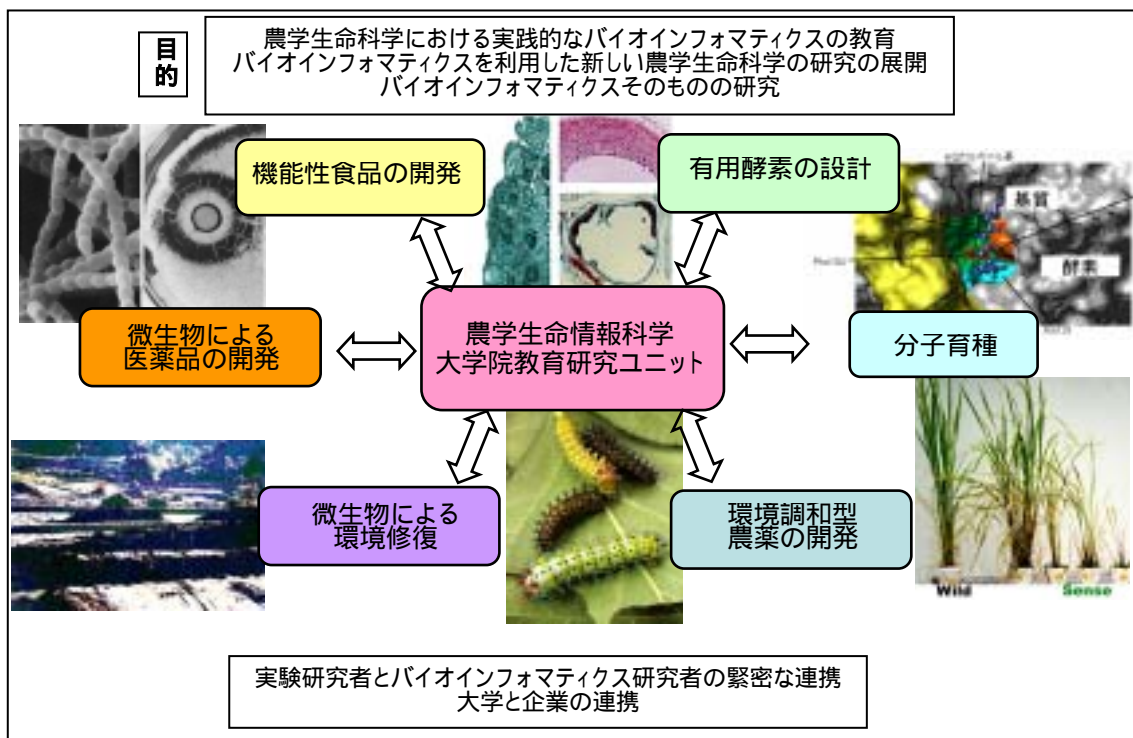 目的
農学生命科学における実践的なバイオインフォマティクスの教育
バイオインフォマティクスを利用した新しい農学生命科学の研究の展開
バイオインフォマティクスそのものの研究
機能性食品の開発
有用酵素の設計
基質
酵素
微生物による
医薬品の開発
農学生命情報科学
大学院教育研究ユニット
分子育種
微生物による
環境修復
環境調和型
農薬の開発
Wild
Sense
実験研究者とバイオインフォマティクス研究者の緊密な連携
大学と企業の連携